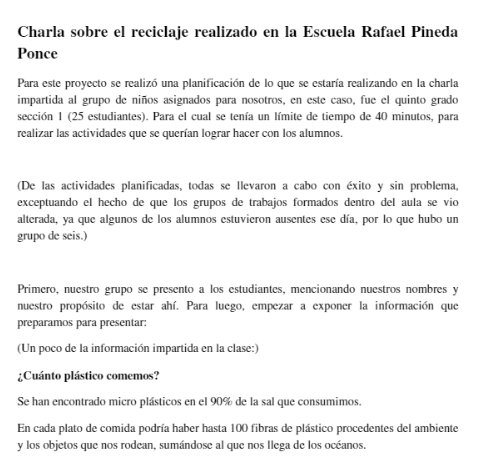 Charla sobre el reciclaje realizado en la Escuela Rafael Pineda
Ponce
Para este proyecto se realizó una planificación de lo que se estaría realizando en la charla
impartida al grupo de niños asignados para nosotros, en este caso, fue el quinto grado
sección 1 (25 estudiantes). Para el cual se tenía un límite de tiempo de 40 minutos, para
realizar las actividades que se querían lograr hacer con los alumnos.
(De las actividades planificadas, todas se llevaron a cabo con éxito y sin problema,
exceptuando el hecho de que los grupos de trabajos formados dentro del aula se vio
alterada, ya que algunos de los alumnos estuvieron ausentes ese día, por lo que hubo un
grupo de seis.)
Primero, nuestro grupo se presento a los estudiantes, mencionando nuestros nombres y
nuestro propósito de estar ahí. Para luego, empezar a exponer la información que
preparamos para presentar:
(Un poco de la información impartida en la clase:)
¿Cuánto plástico comemos?
Se han encontrado micro plásticos en el 90% de la sal que consumimos.
En cada plato de comida podría haber hasta 100 fibras de plástico procedentes del ambiente
y los objetos que nos rodean, sumándose al que nos llega de los océanos.